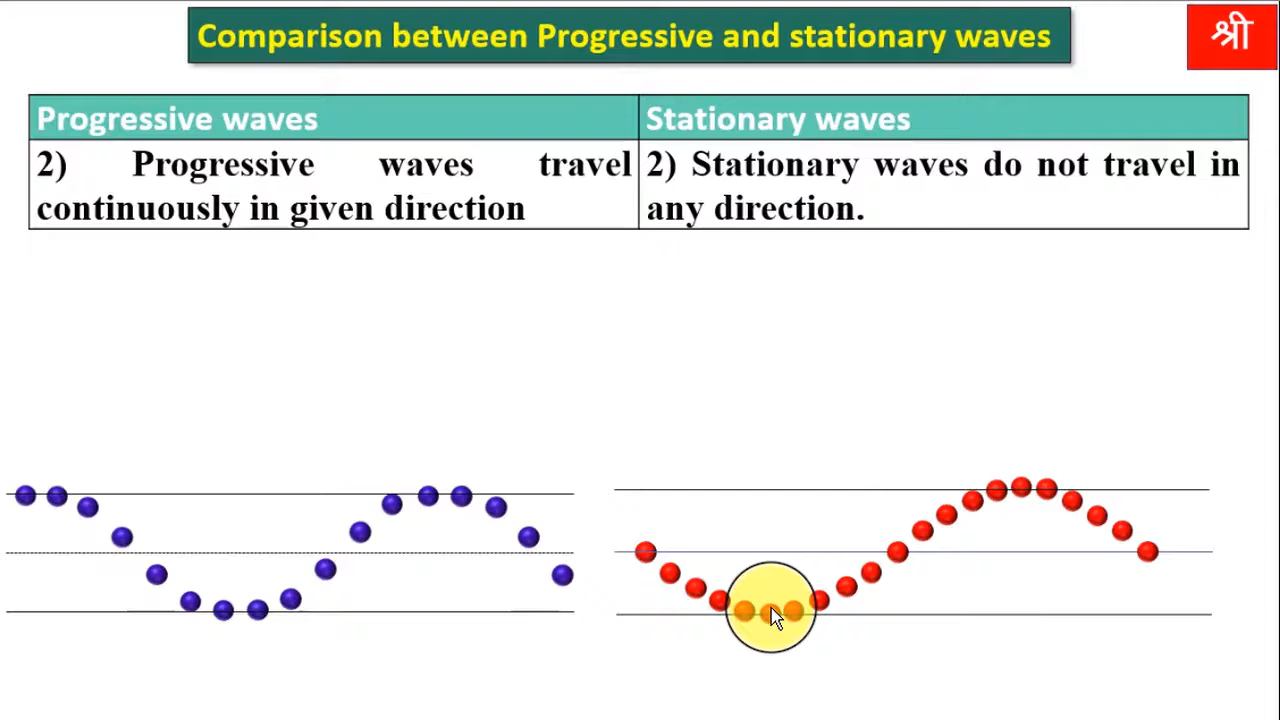 Comparison between Progressive and stationary waves
श्री
Progressive waves
Stationary waves
2) Progressive waves travel
continuously in given direction
2) Stationary waves do not travel in
any direction.